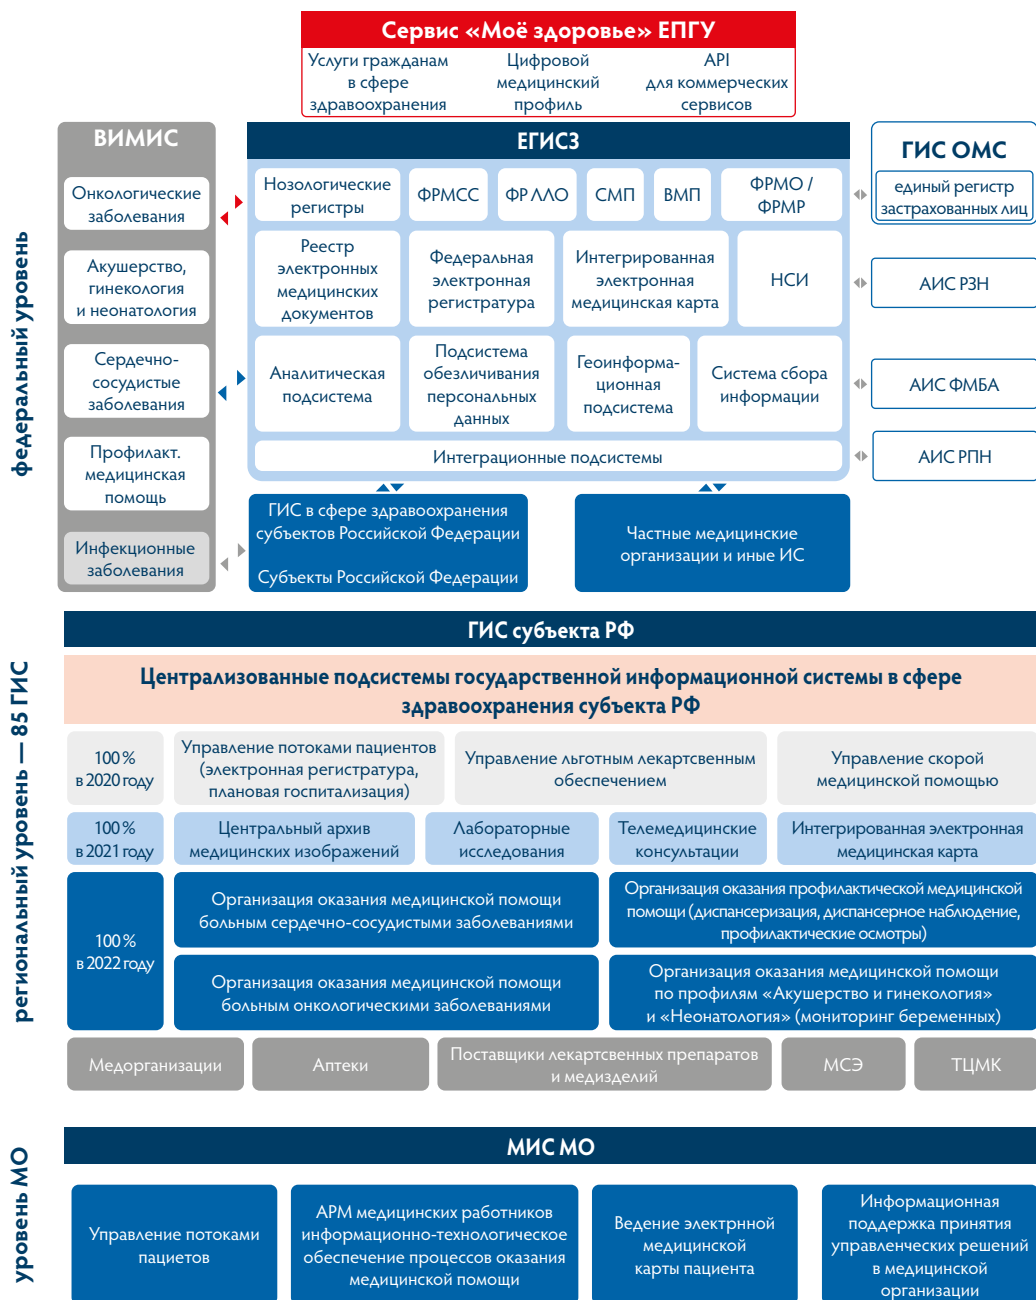 Сервис «Моё здоровье» ЕПГУ
Услуги гражданам
в сфере
здравоохранения
Цифровой
медицинский
профиль
API
для коммерческих
сервисов
федеральный уровень
ВИМИС
Онкологические
заболевания
Акушерство,
гинекология
и неонатология
Сердечно-
сосудистые
заболевания
Профилакт.
медицинская
помощь
Инфекционные
заболевания
ЕГИСЗ
Нозологические
регистры
ФРМСС
ФР ЛЛО
СМП
ВМП
ФРМО /
ФРМР
Реестр
электронных
медицинских
документов
Федеральная
электронная
регистратура
Интегрированная
электронная
медицинская карта
НСИ
Аналитическая
подсистема
Подсистема
обезличивания
персональных
данных
Геоинформа-
ционная
подсистема
Система сбора
информации
Интеграционные подсистемы
ГИС ОМС
единый регистр
застрахованных лиц
АИС РЗН
АИС ФМБА
АИС РПН
ГИС в сфере здравоохранения
субъектов Российской Федерации
Субъекты Российской Федерации
Частные медицинские
организации и иные ИС
региональный уровень — 85 ГИС
ГИС субъекта РФ
Централизованные подсистемы государственной информационной системы в сфере
здравоохранения субъекта РФ
100 %
в 2020 году
Управление потоками пациентов
(электронная регистратура,
плановая госпитализация)
Управление льготным лекартсвенным
обеспечением
Управление скорой
медицинской помощью
100 %
в 2021 году
Центральный архив
медицинских изображений
Лабораторные
исследования
Телемедицинские
консультации
Интегрированная электронная
медицинская карта
100 %
в 2022 году
Организация оказания медицинской помощи
больным сердечно-сосудистыми заболеваниями
Организация оказания профилактической медицинской
помощи (диспансеризация, диспансерное наблюдение,
профилактические осмотры)
Организация оказания медицинской помощи
больным онкологическими заболеваниями
Организация оказания медицинской помощи
по профилям «Акушерство и гинекология»
и «Неонатология» (мониторинг беременных)
Медорганизации
Аптеки
Поставщики лекартсвенных препаратов
и медизделий
МСЭ
ТЦМК
уровень МО
МИС МО
Управление потоками
пациетов
АРМ медицинских работников
информационно-технологическое
обеспечение процессов оказания
медицинской помощи
Ведение электрнной
медицинской
карты пациента
Информационная
поддержка принятия
управленческих решений
в медицинской
организации